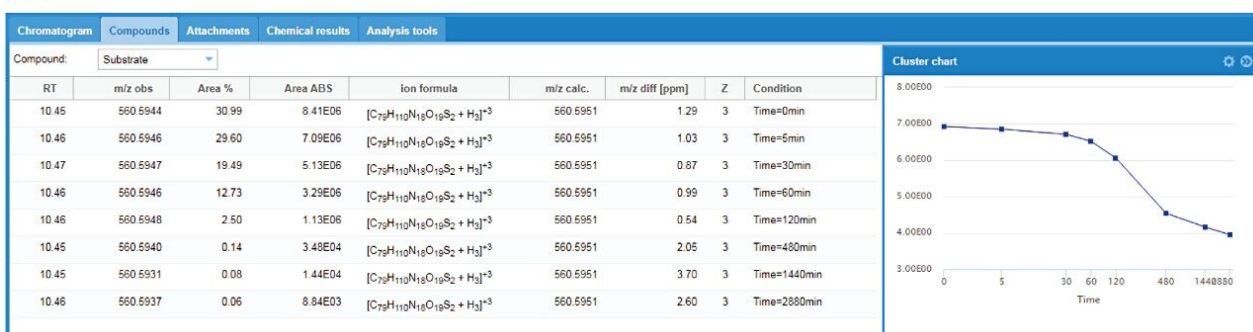 Chromatogram Compounds Attachments Chemical results Analysis tools
Compound: Substrate
RT m/z obs Area % Area ABS ion formula m/z calc. m/z diff [ppm] Z Condition
10.45 560.5944 30.99 8.41E06 [C₇₉H₁₁₀N₁₈O₁₉S₂ + H₃]⁺³ 560.5951 1.29 3 Time=0min
10.46 560.5946 29.60 7.09E06 [C₇₉H₁₁₀N₁₈O₁₉S₂ + H₃]⁺³ 560.5951 1.03 3 Time=5min
10.47 560.5947 19.49 5.13E06 [C₇₉H₁₁₀N₁₈O₁₉S₂ + H₃]⁺³ 560.5951 0.87 3 Time=30min
10.46 560.5946 12.73 3.29E06 [C₇₉H₁₁₀N₁₈O₁₉S₂ + H₃]⁺³ 560.5951 0.99 3 Time=60min
10.46 560.5948 2.50 1.13E06 [C₇₉H₁₁₀N₁₈O₁₉S₂ + H₃]⁺³ 560.5951 0.54 3 Time=120min
10.45 560.5940 0.14 3.48E04 [C₇₉H₁₁₀N₁₈O₁₉S₂ + H₃]⁺³ 560.5951 2.05 3 Time=480min
10.45 560.5931 0.08 1.44E04 [C₇₉H₁₁₀N₁₈O₁₉S₂ + H₃]⁺³ 560.5951 3.70 3 Time=1440min
10.46 560.5937 0.06 8.84E03 [C₇₉H₁₁₀N₁₈O₁₉S₂ + H₃]⁺³ 560.5951 2.60 3 Time=2880min
Cluster chart
8.00E00
7.00E00
6.00E00
5.00E00
4.00E00
3.00E00
0 5 30 60 120 480 1440880
Time